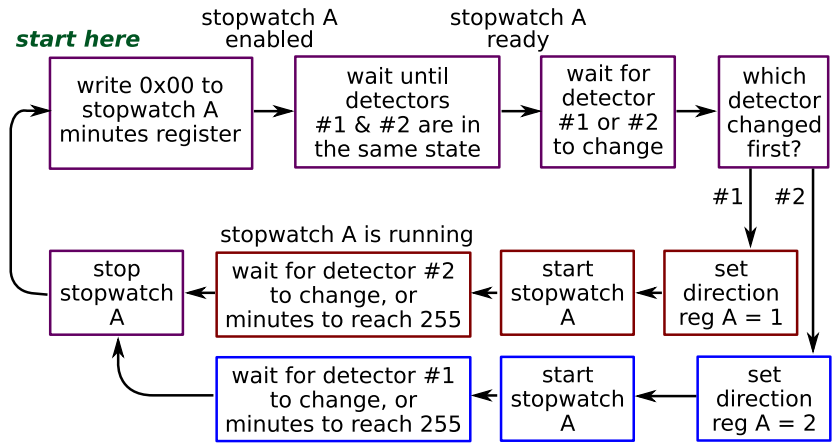 start here
stopwatch A
enabled
stopwatch A
ready
write 0x00 to
stopwatch A
minutes register
wait until
detectors
#1 & #2 are in
the same state
wait for
detector
#1 or #2
to change
which
detector
changed
first?
#1
#2
stopwatch A is running
stop
stopwatch
A
wait for detector #2
to change, or
minutes to reach 255
start
stopwatch
A
set
direction
reg A = 1
wait for detector #1
to change, or
minutes to reach 255
start
stopwatch
A
set
direction
reg A = 2